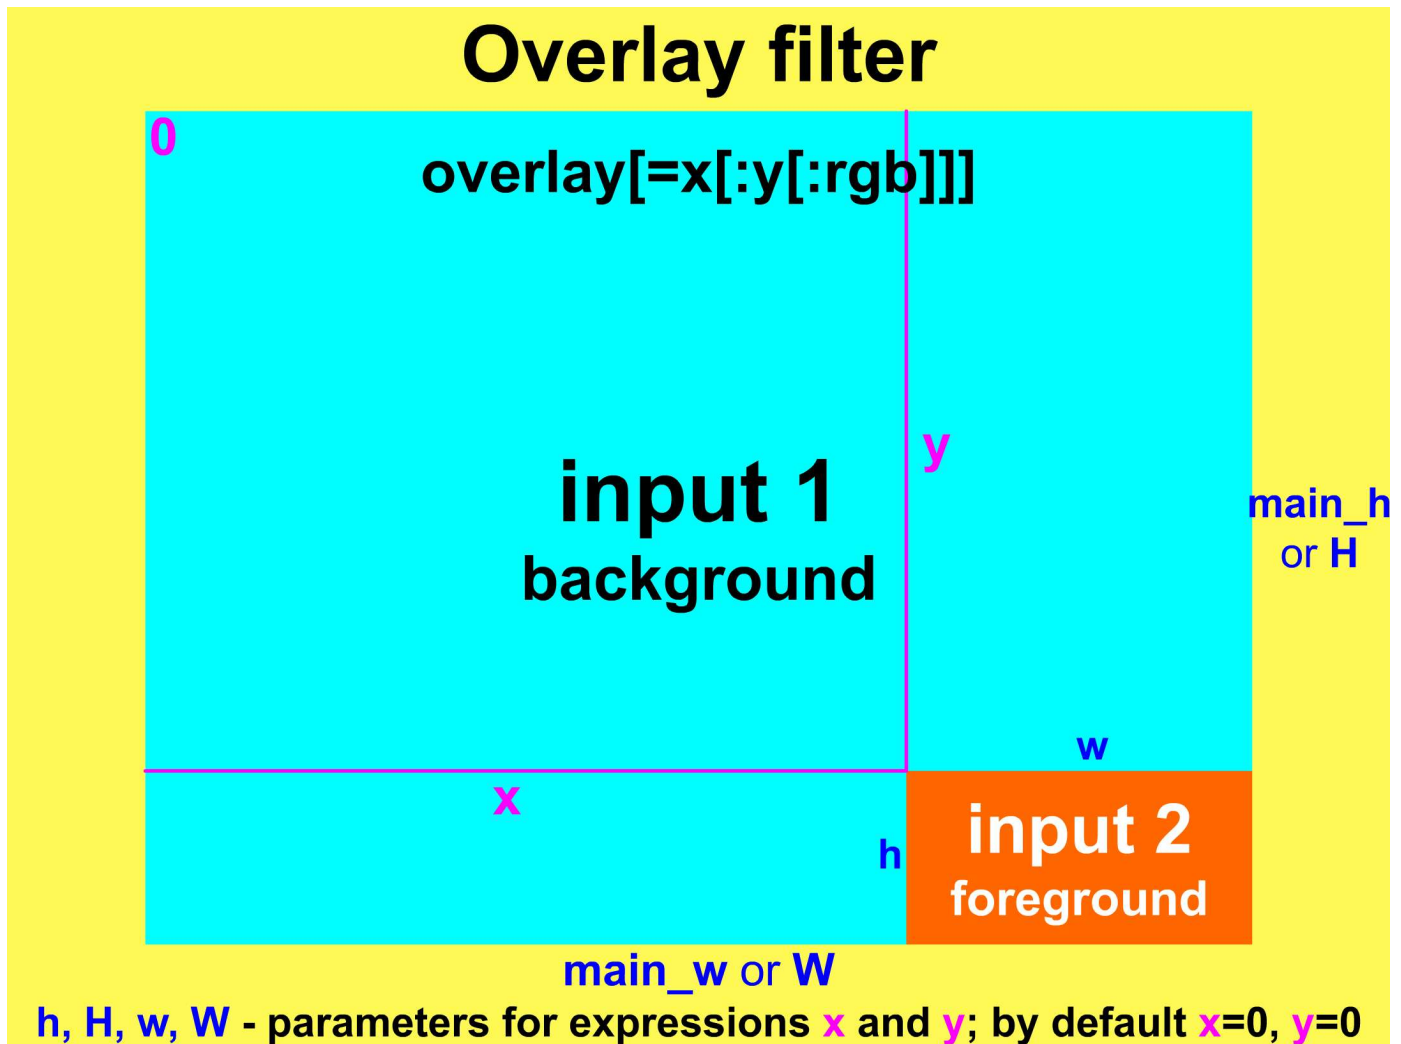 Overlay filter
0
overlay[=x[:y[:rgb]]]
y
input 1
background
main_h
or H
w
x
h
input 2
foreground
main_w or W
h, H, w, W - parameters for expressions x and y; by default x=0, y=0